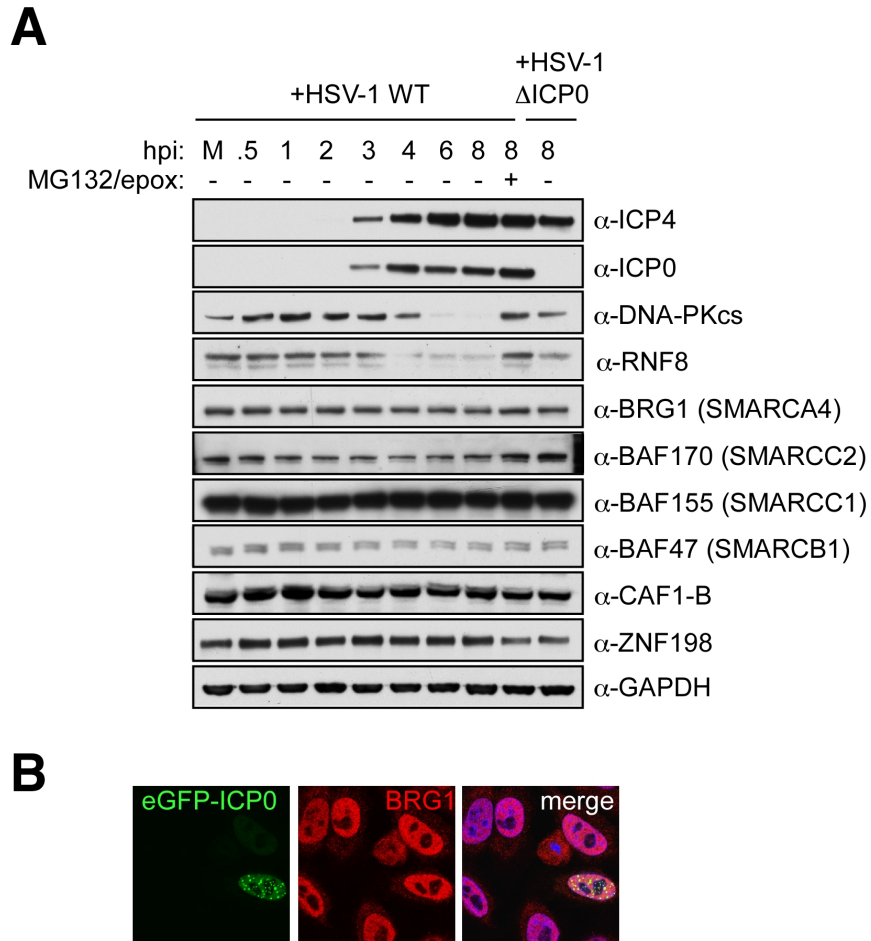 A
+HSV-1
+HSV-1 WT ΔICP0
hpi: M .5 1 2 3 4 6 8 8 8
MG132/epox: - - - - - - - - + -
α-ICP4
α-ICP0
α-DNA-PKcs
α-RNF8
α-BRG1 (SMARCA4)
α-BAF170 (SMARCC2)
α-BAF155 (SMARCC1)
α-BAF47 (SMARCB1)
α-CAF1-B
α-ZNF198
α-GAPDH
B
eGFP-ICP0 BRG1 merge